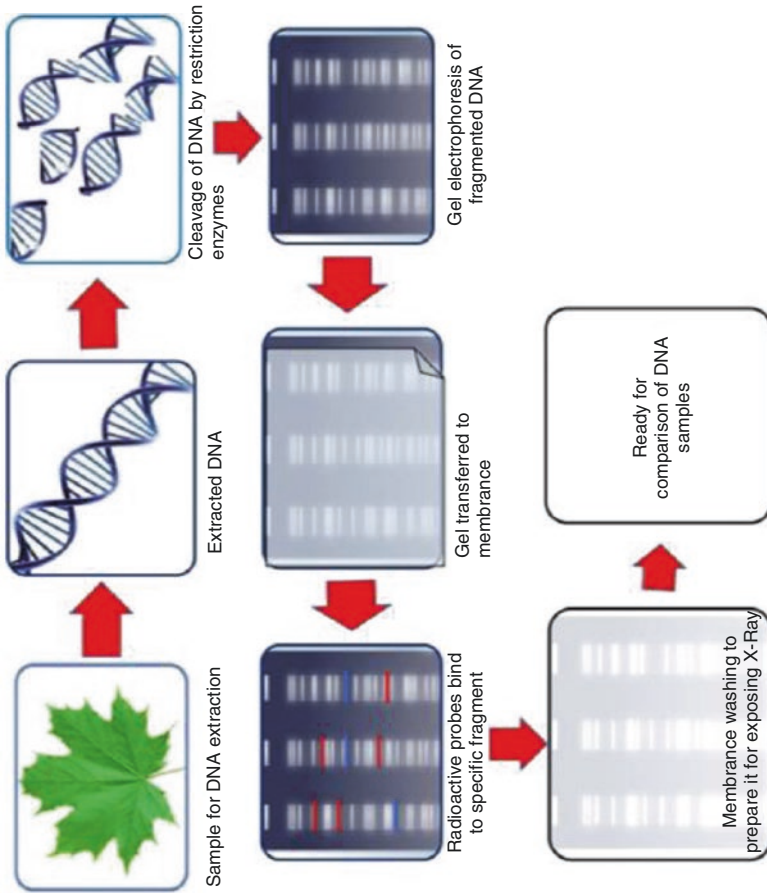 Sample for DNA extraction
Extracted DNA
Cleavage of DNA by restriction
enzymes
Gel electrophoresis of
fragmented DNA
Gel transferred to
membrance
Radioactive probes bind
to specific fragment
Membrance washing to
prepare it for exposing X-Ray
Ready for
comparison of DNA
samples